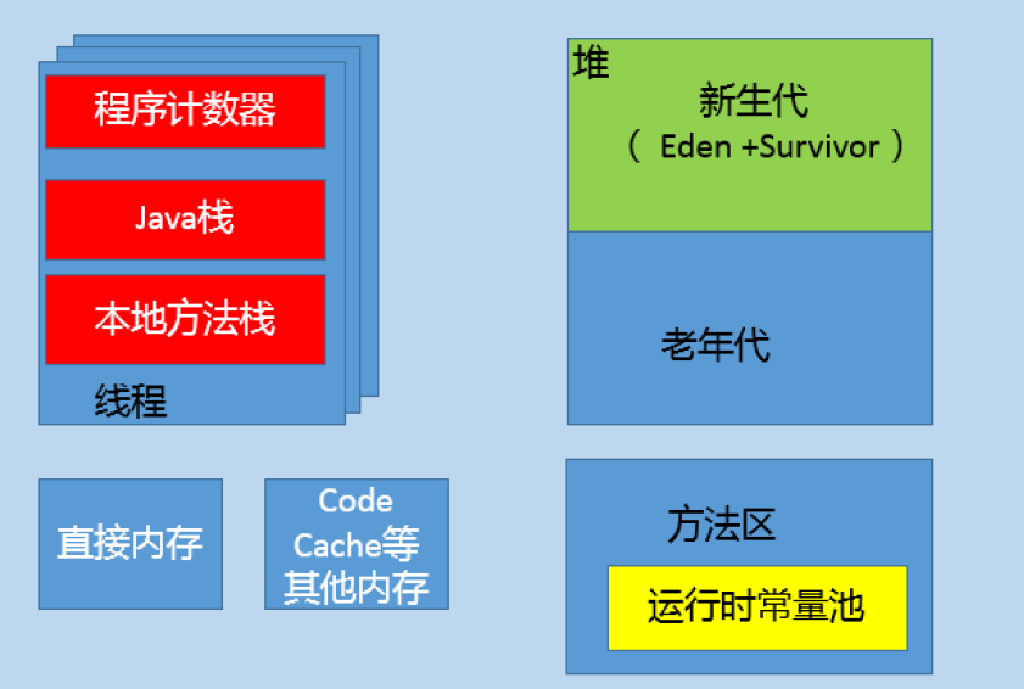 程序计数器
Java栈
本地方法栈
线程
直接内存
Code
Cache等
其他内存
堆
新生代
（ Eden +Survivor ）
老年代
方法区
运行时常量池